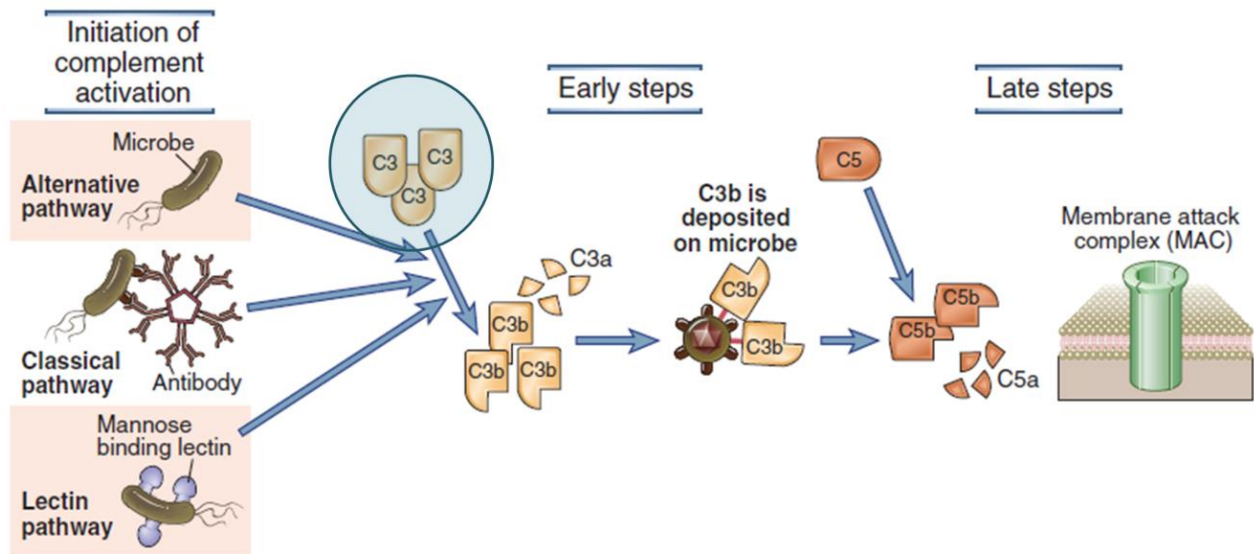 Initiation of
complement
activation
Early steps
Late steps
Microbe
Alternative
pathway
Classical
pathway
Antibody
Mannose
binding lectin
Lectin
pathway
C3
C3
C3
C3a
C3b
C3b
C3b
C3b is
deposited
on microbe
C3b
C3b
C5
C5b
C5b
C5a
Membrane attack
complex (MAC)